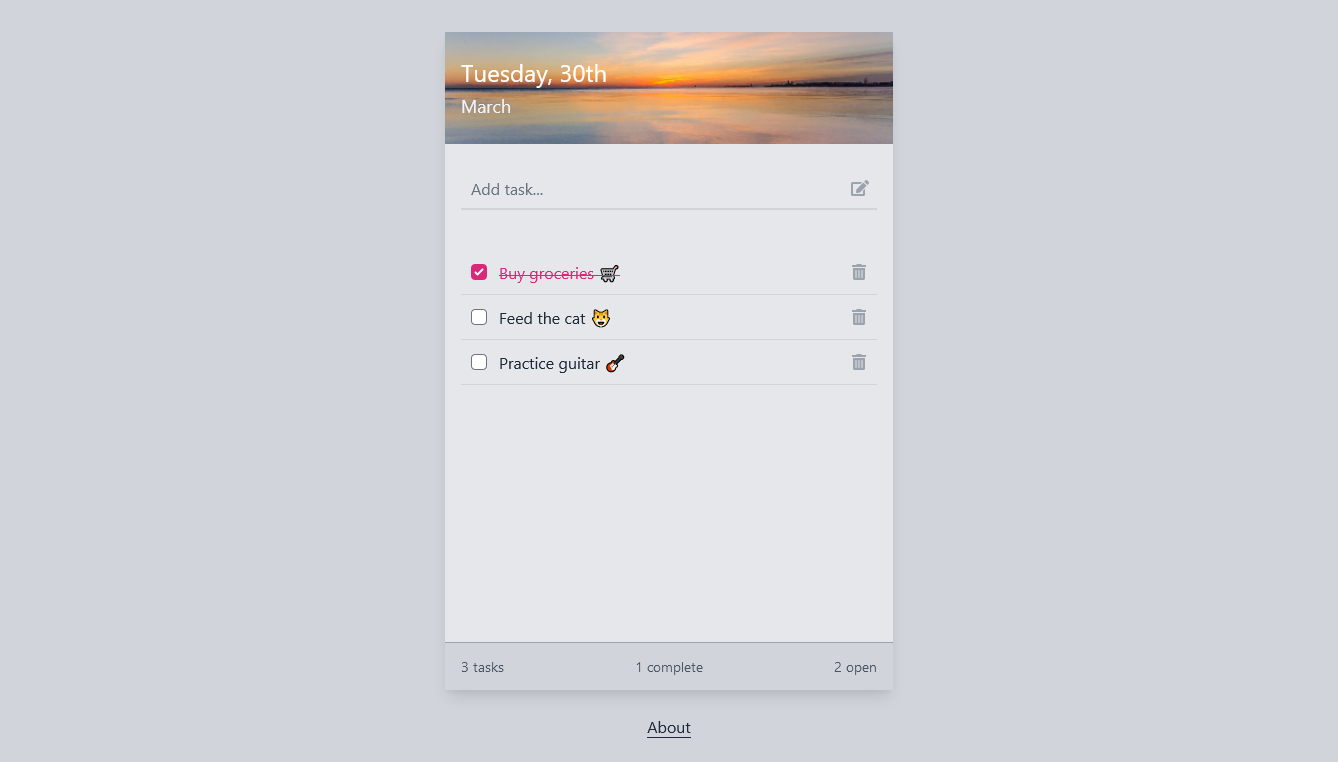 Tuesday, 30th
March
Add task...
Buy groceries 🛒
Feed the cat 🐱
Practice guitar 🎸
3 tasks 1 complete 2 open
About